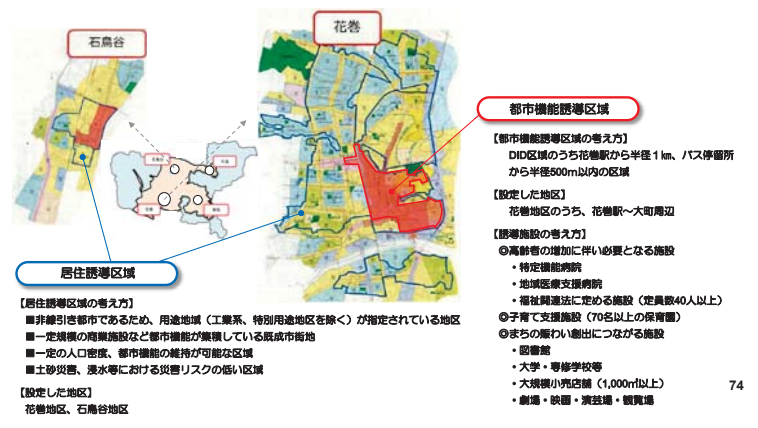 石鳥谷
花巻
都市機能誘導区域
【都市機能誘導区域の考え方】
DID区域のうち花巻駅から半径1㎞、バス停留所
から半径500m以内の区域
【設定した地区】
花巻地区のうち、花巻駅~大町周辺
【誘導施設の考え方】
◎高齢者の増加に伴い必要となる施設
・特定機能病院
・地域医療支援病院
・福祉関連法に定める施設（定員数40人以上）
◎子育て支援施設（70名以上の保育園）
◎まちの賑わい創出につながる施設
・図書館
・大学・専修学校等
・大規模小売店舗（1,000㎡以上）
・劇場・映画・演芸場・観覧場
居住誘導区域
【居住誘導区域の考え方】
■非線引き都市であるため、用途地域（工業系、特別用途地区を除く）が指定されている地区
■一定規模の商業施設など都市機能が集積している既成市街地
■一定の人口密度、都市機能の維持が可能な区域
■土砂災害、浸水等における災害リスクの低い区域
【設定した地区】
花巻地区、石鳥谷地区
74